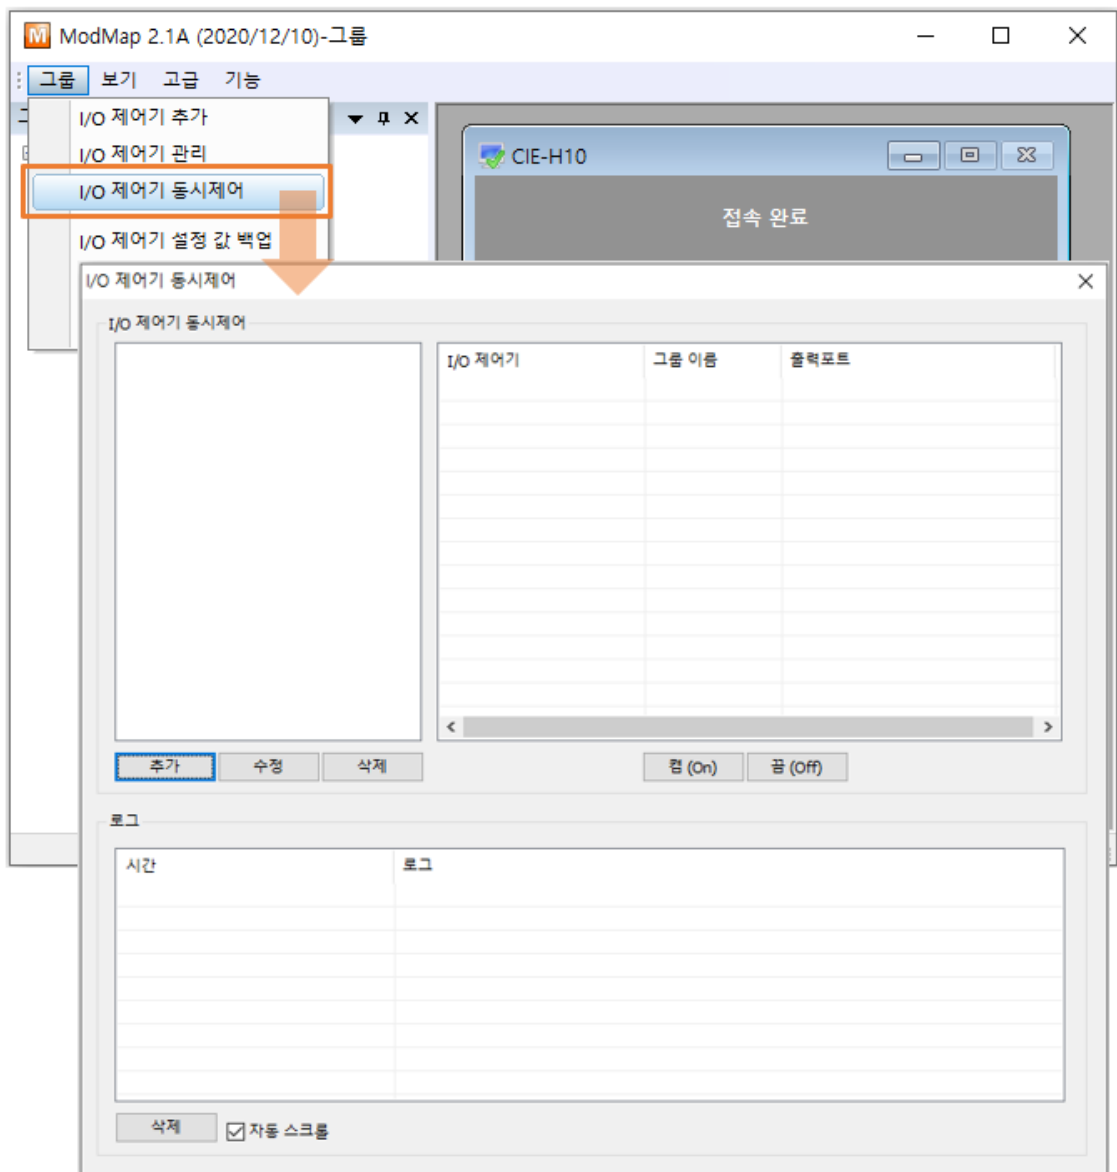 ModMap 2.1A (2020/12/10)-그룹
그룹 보기 고급 기능
I/O 제어기 추가
I/O 제어기 관리
I/O 제어기 동시제어
I/O 제어기 설정 값 백업
CIE-H10
접속 완료
I/O 제어기 동시제어
I/O 제어기 동시제어
I/O 제어기 그룹 이름 출력포트
추가 수정 삭제 켬 (On) 끔 (Off)
로그
시간 로그
삭제 자동 스크롤